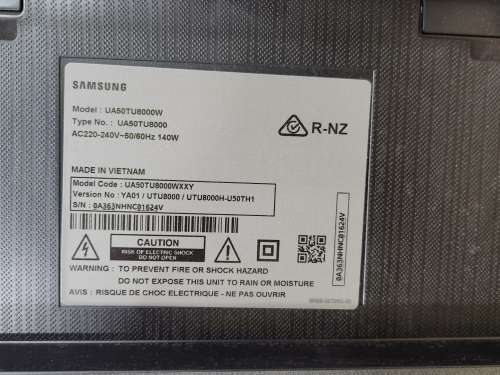 SAMSUNG
Model : UA50TU8000W
Type No. : UA50TU8000
AC220-240V~50/60Hz 140W
R-NZ
MADE IN VIETNAM
Model Code : UA50TU8000WXXY
Version No : YA01 / UTU8000 / UTU8000H-U50TH1
S/N : 0A363NHNC01624V
CAUTION
RISK OF ELECTRIC SHOCK
DO NOT OPEN
WARNING : TO PREVENT FIRE OR SHOCK HAZARD
DO NOT EXPOSE THIS UNIT TO RAIN OR MOISTURE
AVIS : RISQUE DE CHOC ELECTRIQUE - NE PAS OUVRIR
0A363NHNC01624V